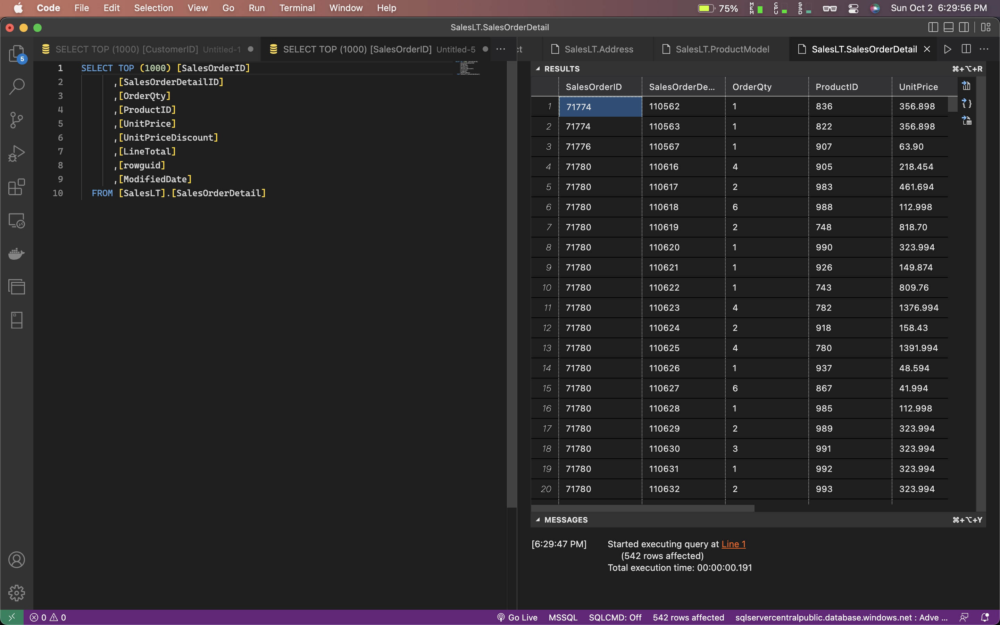 Code File Edit Selection View Go Run Terminal Window Help 75% MEM CPU SSD Sun Oct 2 6:29:56 PM
SalesLT.SalesOrderDetail
SELECT TOP (1000) [CustomerID] Untitled-1
SELECT TOP (1000) [SalesOrderID] Untitled-5
ct
SalesLT.Address
SalesLT.ProductModel
SalesLT.SalesOrderDetail
5
1 SELECT TOP (1000) [SalesOrderID]
2 ,[SalesOrderDetailID]
3 ,[OrderQty]
4 ,[ProductID]
5 ,[UnitPrice]
6 ,[UnitPriceDiscount]
7 ,[LineTotal]
8 ,[rowguid]
9 ,[ModifiedDate]
10 FROM [SalesLT].[SalesOrderDetail]
RESULTS ⌘+⌥+R
SalesOrderID SalesOrderDe... OrderQty ProductID UnitPrice
1 71774 110562 1 836 356.898
2 71774 110563 1 822 356.898
3 71776 110567 1 907 63.90
4 71780 110616 4 905 218.454
5 71780 110617 2 983 461.694
6 71780 110618 6 988 112.998
7 71780 110619 2 748 818.70
8 71780 110620 1 990 323.994
9 71780 110621 1 926 149.874
10 71780 110622 1 743 809.76
11 71780 110623 4 782 1376.994
12 71780 110624 2 918 158.43
13 71780 110625 4 780 1391.994
14 71780 110626 1 937 48.594
15 71780 110627 6 867 41.994
16 71780 110628 1 985 112.998
17 71780 110629 2 989 323.994
18 71780 110630 3 991 323.994
19 71780 110631 1 992 323.994
20 71780 110632 2 993 323.994
MESSAGES ⌘+⌥+Y
[6:29:47 PM] Started executing query at Line 1
(542 rows affected)
Total execution time: 00:00:00.191
0 0 Go Live MSSQL SQLCMD: Off 542 rows affected sqlservercentralpublic.database.windows.net : Adve ...